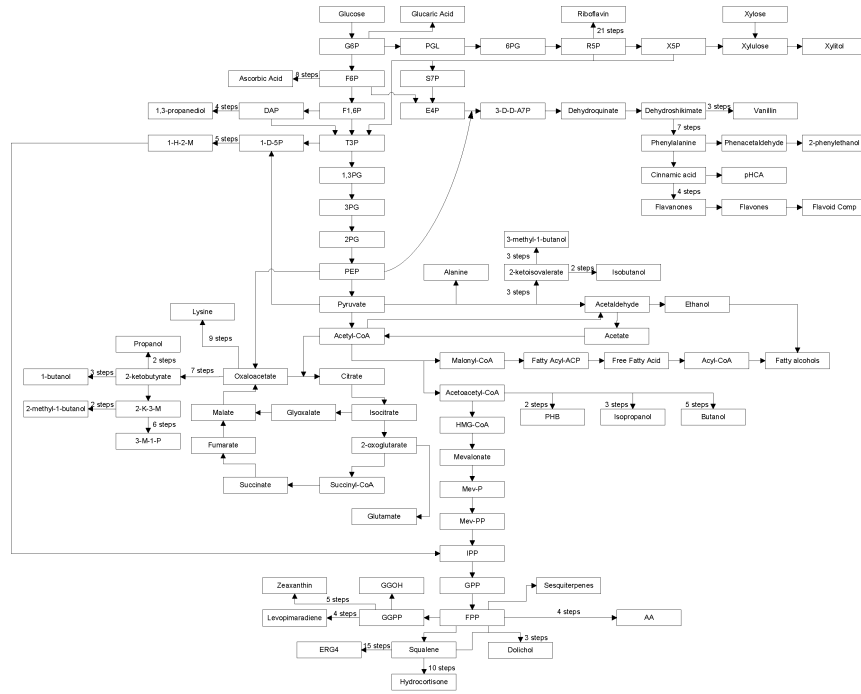 Glucose
Glucaric Acid
Riboflavin
Xylose
21 steps
G6P
PGL
6PG
R5P
X5P
Xylulose
Xylitol
Ascorbic Acid
8 steps
F6P
S7P
1,3-propanediol
4 steps
DAP
F1,6P
E4P
3-D-D-A7P
Dehydroquinate
Dehydroshikimate
3 steps
Vanillin
7 steps
1-H-2-M
5 steps
1-D-5P
T3P
Phenylalanine
Phenacetaldehyde
2-phenylethanol
1,3PG
Cinnamic acid
pHCA
4 steps
3PG
Flavanones
Flavones
Flavoid Comp
2PG
3-methyl-1-butanol
3 steps
PEP
Alanine
2-ketoisovalerate
2 steps
Isobutanol
3 steps
Pyruvate
Acetaldehyde
Ethanol
Lysine
9 steps
Acetyl-CoA
Acetate
Propanol
2 steps
Malonyl-CoA
Fatty Acyl-ACP
Free Fatty Acid
Acyl-CoA
Fatty alcohols
1-butanol
3 steps
2-ketobutyrate
7 steps
Oxaloacetate
Citrate
Acetoacetyl-CoA
2-methyl-1-butanol
2 steps
2-K-3-M
Malate
Glyoxalate
Isocitrate
2 steps
3 steps
5 steps
PHB
Isopropanol
Butanol
6 steps
HMG-CoA
3-M-1-P
Fumarate
2-oxoglutarate
Mevalonate
Succinate
Succinyl-CoA
Mev-P
Glutamate
Mev-PP
IPP
Zeaxanthin
GGOH
GPP
Sesquiterpenes
5 steps
Levopimaradiene
4 steps
GGPP
FPP
4 steps
AA
ERG4
15 steps
Squalene
3 steps
Dolichol
10 steps
Hydrocortisone